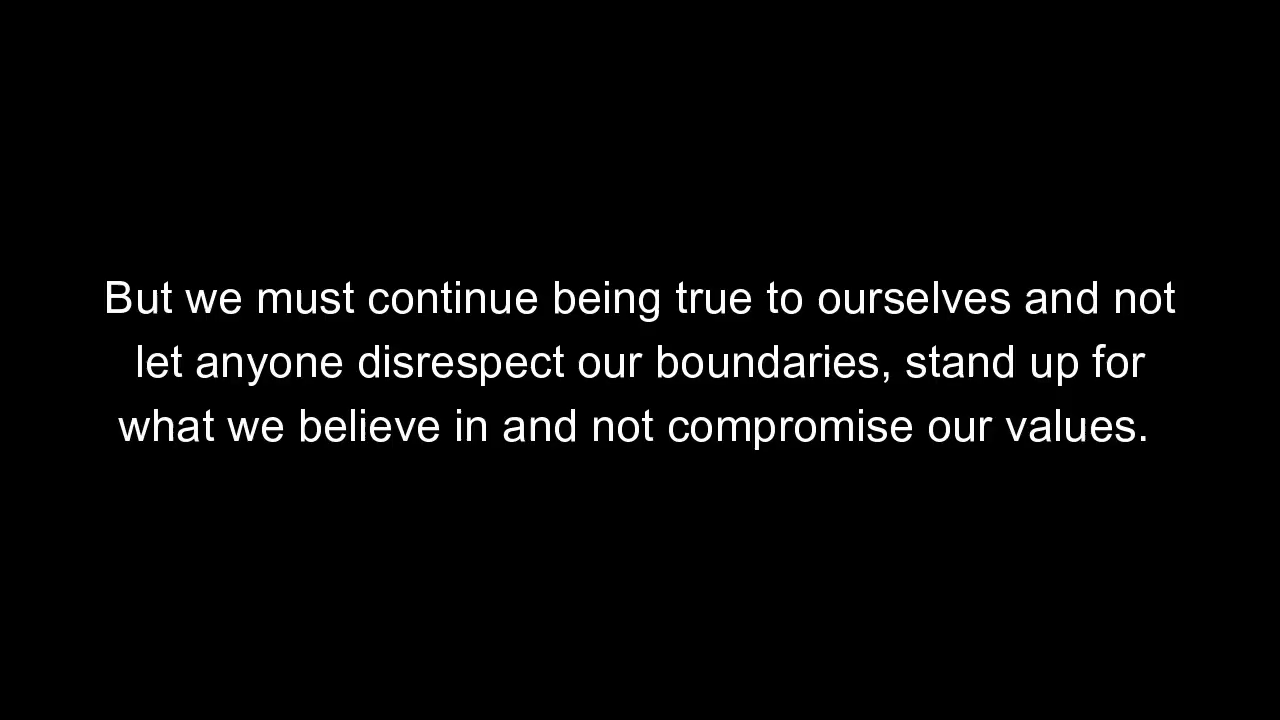 But we must continue being true to ourselves and not
let anyone disrespect our boundaries, stand up for
what we believe in and not compromise our values.